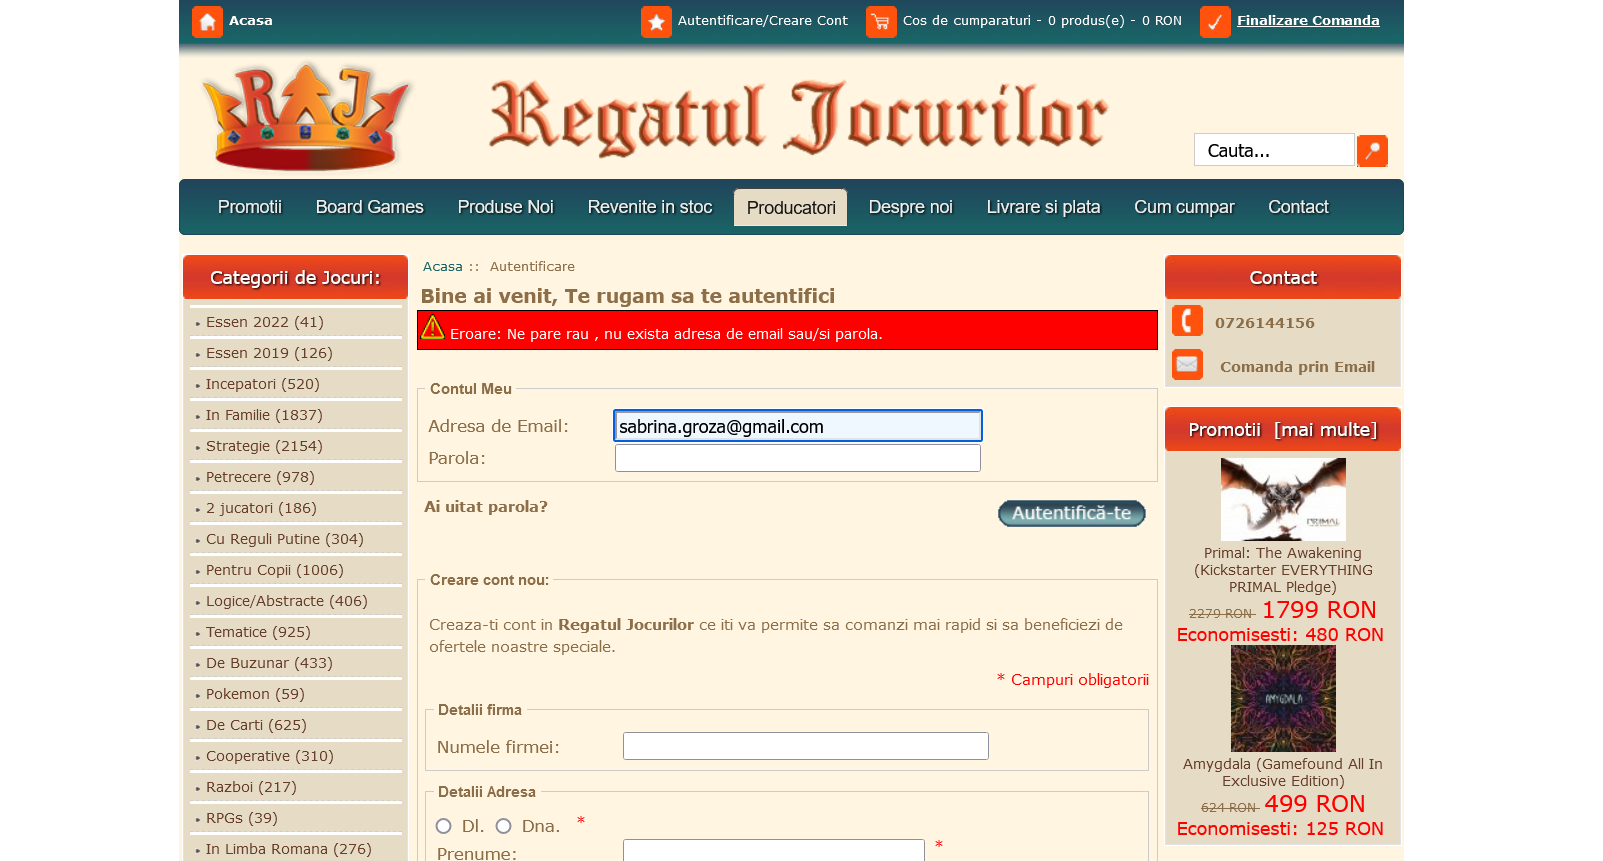 Acasa
Autentificare/Creare Cont
Cos de cumparaturi - 0 produs(e) - 0 RON
Finalizare Comanda
RAJ
Regatul Jocurilor
Cauta...
Promotii
Board Games
Produse Noi
Revenite in stoc
Producatori
Despre noi
Livrare si plata
Cum cumpar
Contact
Categorii de Jocuri:
Essen 2022 (41)
Essen 2019 (126)
Incepatori (520)
In Familie (1837)
Strategie (2154)
Petrecere (978)
2 jucatori (186)
Cu Reguli Putine (304)
Pentru Copii (1006)
Logice/Abstracte (406)
Tematice (925)
De Buzunar (433)
Pokemon (59)
De Carti (625)
Cooperative (310)
Razboi (217)
RPGs (39)
In Limba Romana (276)
Acasa :: Autentificare
Bine ai venit, Te rugam sa te autentifici
Eroare: Ne pare rau , nu exista adresa de email sau/si parola.
Contul Meu
Adresa de Email: sabrina.groza@gmail.com
Parola:
Ai uitat parola?
Autentifică-te
Creare cont nou:
Creaza-ti cont in Regatul Jocurilor ce iti va permite sa comanzi mai rapid si sa beneficiezi de
ofertele noastre speciale.
* Campuri obligatorii
Detalii firma
Numele firmei:
Detalii Adresa
Dl. Dna. *
Prenume: *
Contact
0726144156
Comanda prin Email
Promotii [mai multe]
PRIMAL
Primal: The Awakening
(Kickstarter EVERYTHING
PRIMAL Pledge)
2279 RON 1799 RON
Economisesti: 480 RON
AMYGDALA
Amygdala (Gamefound All In
Exclusive Edition)
624 RON 499 RON
Economisesti: 125 RON